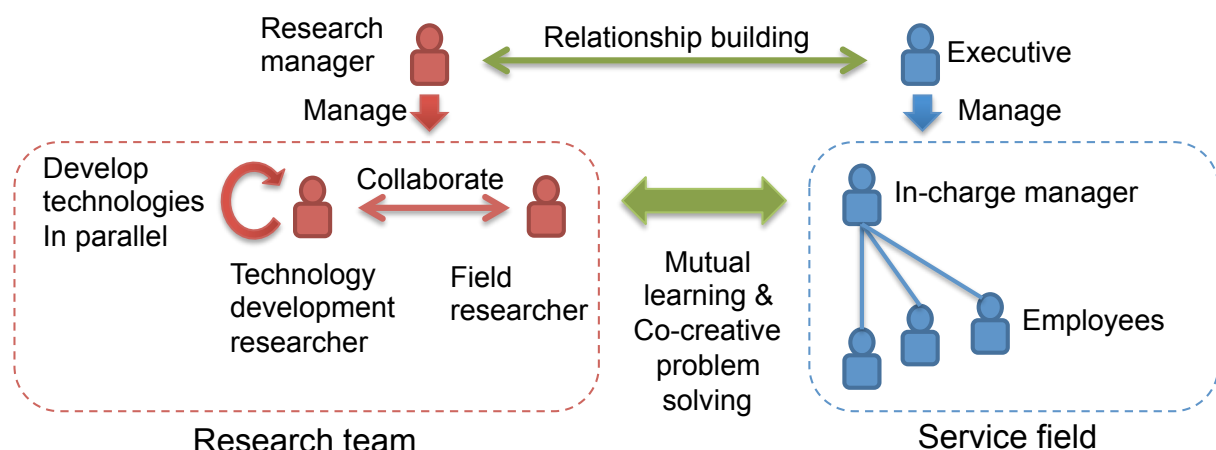 Research
manager
Relationship building
Executive
Manage
Manage
Develop
technologies
In parallel
Collaborate
Technology
development
researcher
Field
researcher
Mutual
learning &
Co-creative
problem
solving
In-charge manager
Employees
Research team
Service field